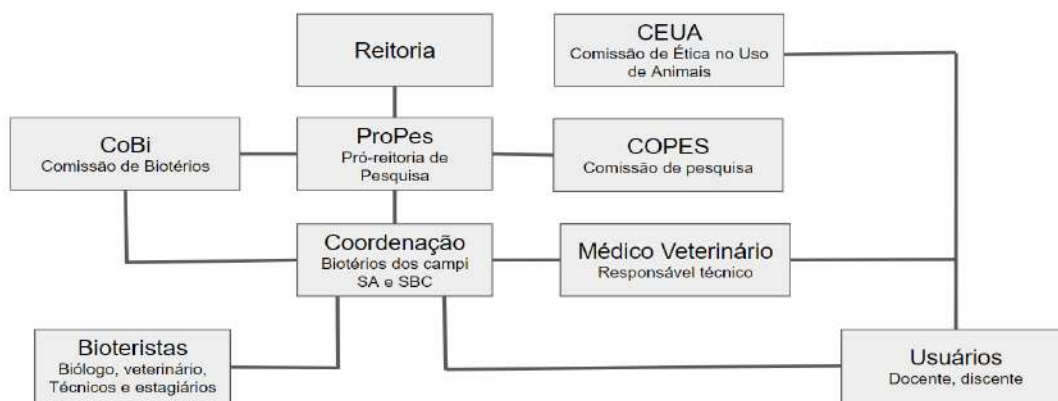 Reitoria
CEUA
Comissão de Ética no Uso
de Animais
CoBi
Comissão de Biotérios
ProPes
Pró-reitoria de
Pesquisa
COPES
Comissão de pesquisa
Coordenação
Biotérios dos campi
SA e SBC
Médico Veterinário
Responsável técnico
Bioteristas
Biólogo, veterinário,
Técnicos e estagiários
Usuários
Docente, discente